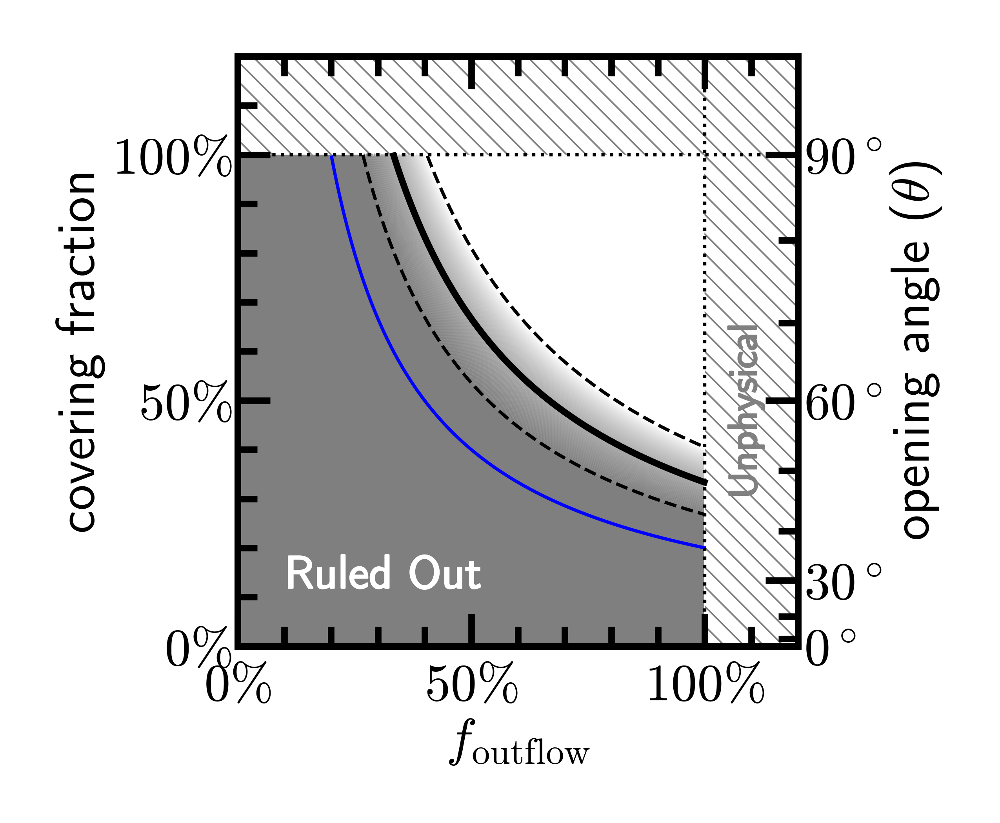 covering fraction
100%
50%
0%
Ruled Out
Unphysical
90°
60°
30°
0°
opening angle (θ)
0%
50%
100%
f_outflow